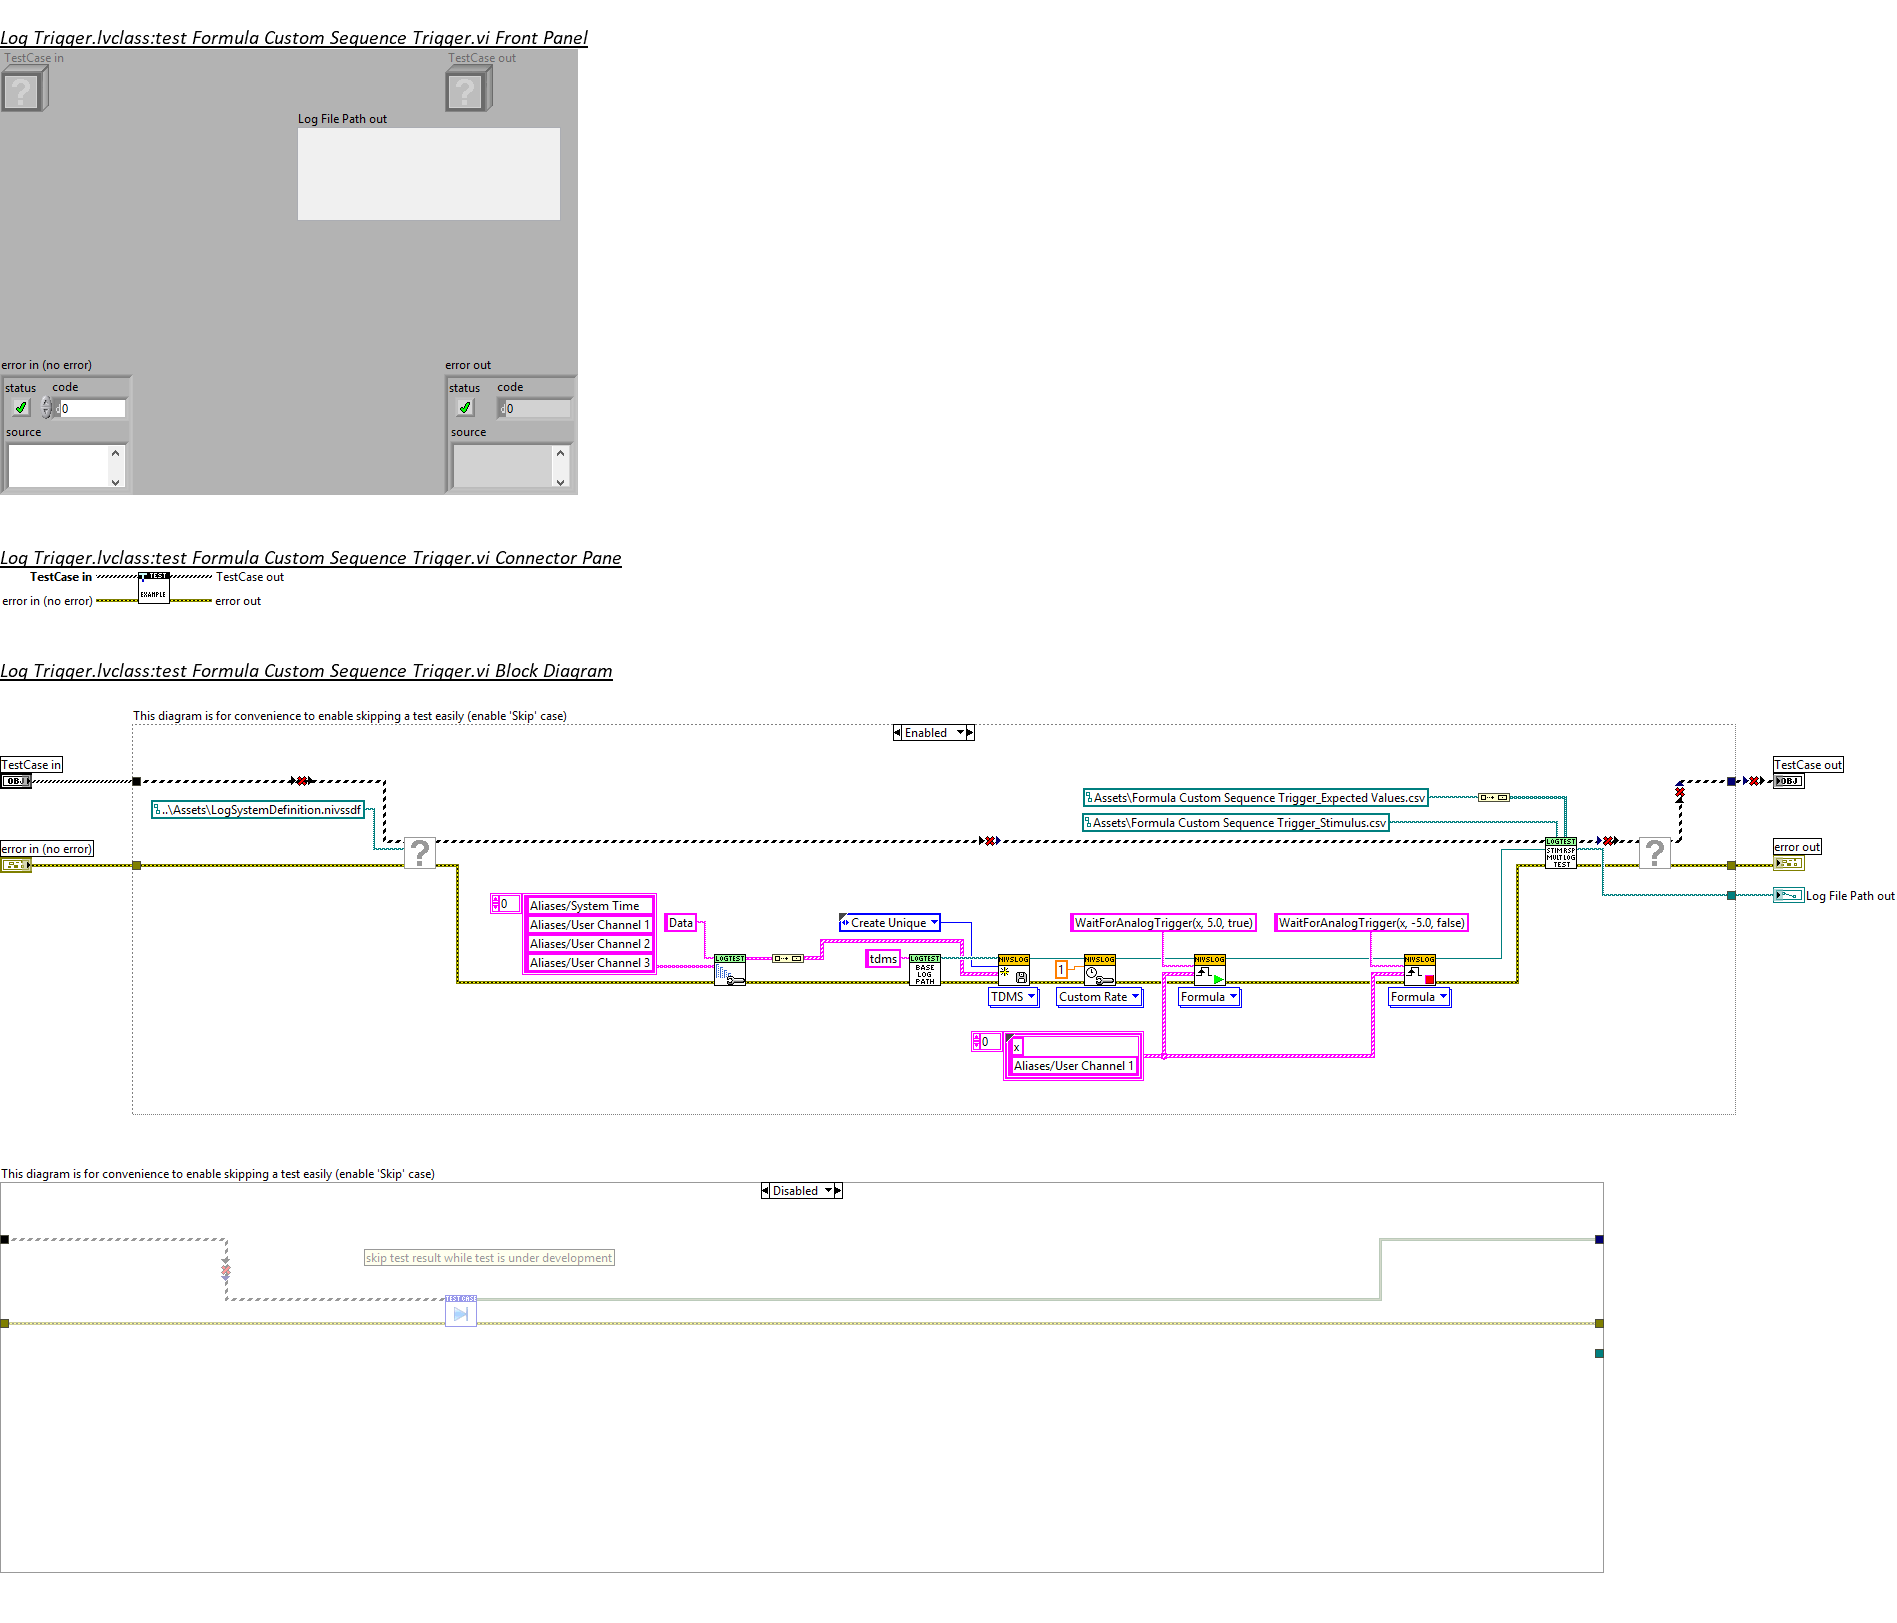 Log Trigger.lvclass:test Formula Custom Sequence Trigger.vi Front Panel
TestCase in
TestCase out
?
?
Log File Path out
error in (no error)
error out
status
code
status
code
d
0
d
0
source
source
Log Trigger.lvclass:test Formula Custom Sequence Trigger.vi Connector Pane
TestCase in
TEST
TestCase out
error in (no error)
EXAMPLE
error out
Log Trigger.lvclass:test Formula Custom Sequence Trigger.vi Block Diagram
This diagram is for convenience to enable skipping a test easily (enable 'Skip' case)
Enabled
TestCase in
OBJ
TestCase out
OBJ
..\Assets\LogSystemDefinition.nivssdf
Assets\Formula Custom Sequence Trigger_Expected Values.csv
Assets\Formula Custom Sequence Trigger_Stimulus.csv
error in (no error)
?
LOGTEST
STIM RSP
MULT LOG
TEST
?
error out
Log File Path out
0
Aliases/System Time
Aliases/User Channel 1
Aliases/User Channel 2
Aliases/User Channel 3
Data
Create Unique
WaitForAnalogTrigger(x, 5.0, true)
WaitForAnalogTrigger(x, -5.0, false)
LOGTEST
tdms
LOGTEST
BASE
LOG
PATH
NIVSLOG
1
NIVSLOG
NIVSLOG
NIVSLOG
TDMS
Custom Rate
Formula
Formula
0
x
Aliases/User Channel 1
This diagram is for convenience to enable skipping a test easily (enable 'Skip' case)
Disabled
skip test result while test is under development
TEST CASE